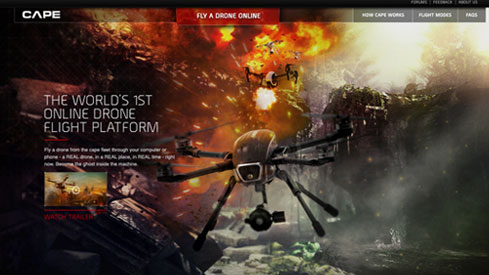 FORUMS | FEEDBACK | ABOUT US
CAPE
FLY A DRONE ONLINE
HOW CAPE WORKS
FLIGHT MODES
FAQS
THE WORLD'S 1ST
ONLINE DRONE
FLIGHT PLATFORM
Fly a drone from the cape fleet through your computer or
phone - a REAL drone, in a REAL place, in REAL time - right
now. Become the ghost inside the machine.
WATCH TRAILER